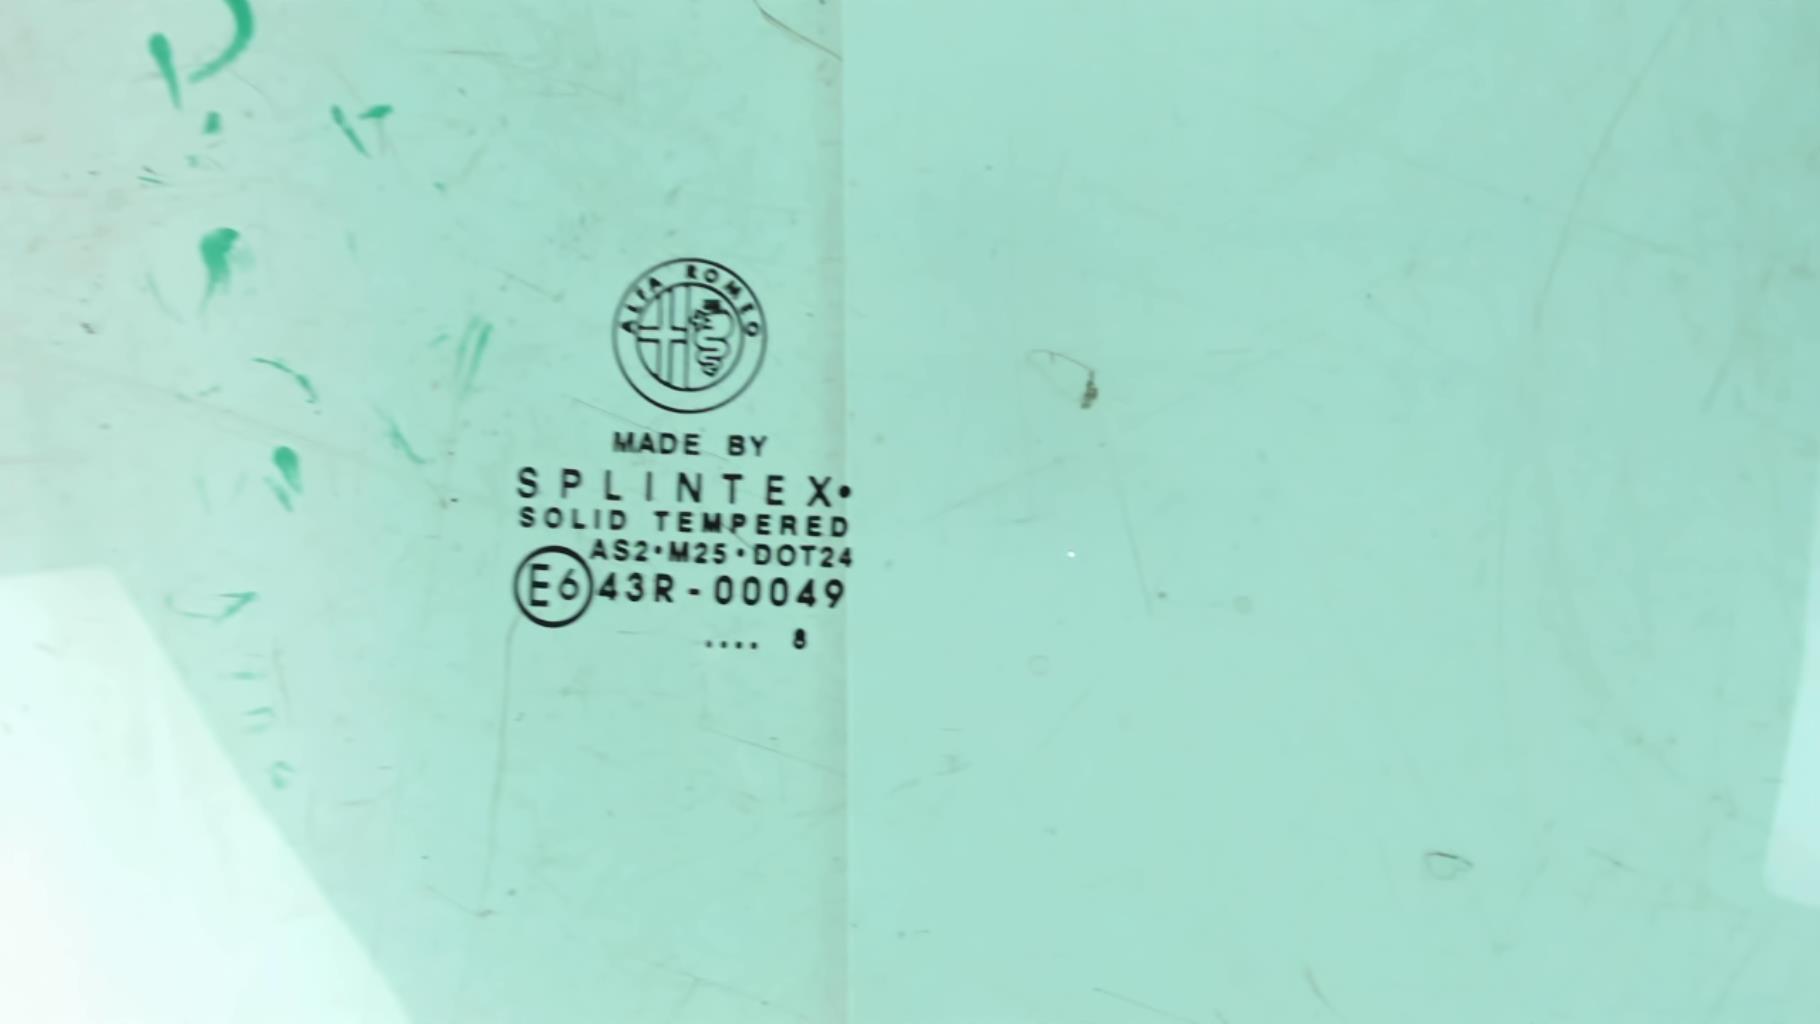 ALFA ROMEO
MADE BY
SPLINTEX•
SOLID TEMPERED
AS2•M25•DOT24
E6 43R-00049
.... 8